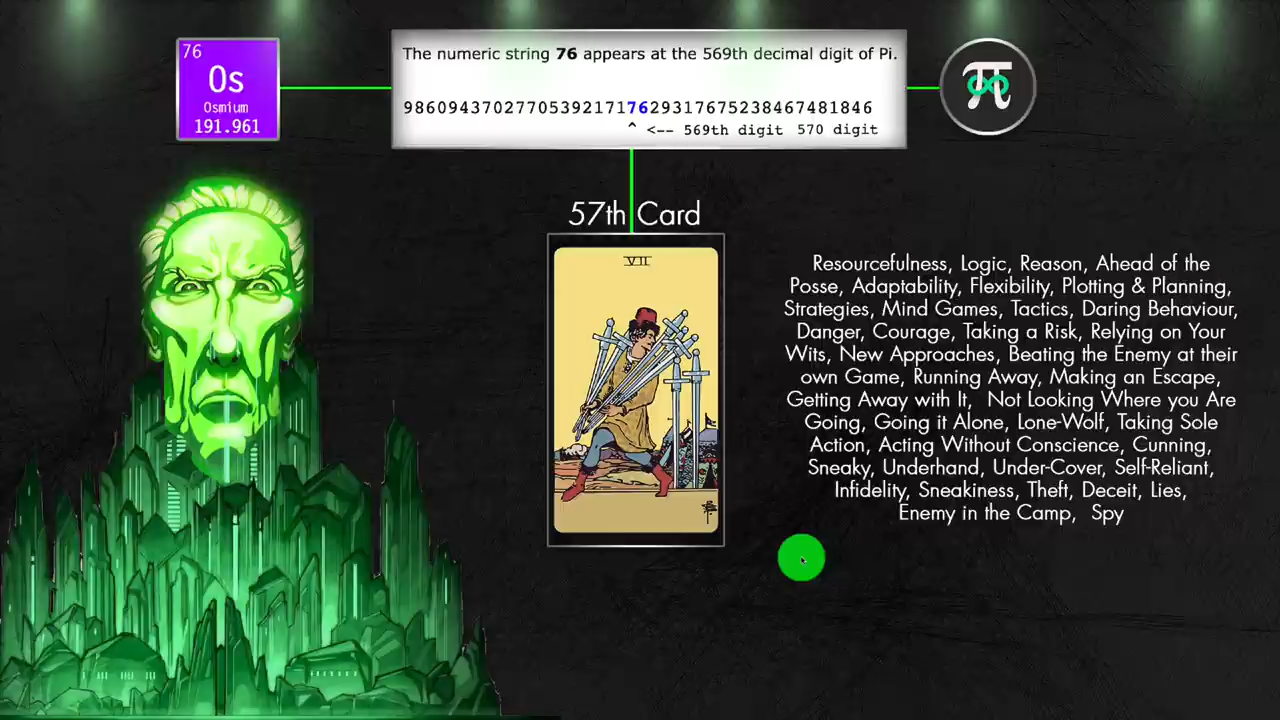 76
Os
Osmium
191.961
The numeric string 76 appears at the 569th decimal digit of Pi.
98609437027705392171762931767523846748 1846
^ <-- 569th digit 570 digit
π
57th Card
VII
Resourcefulness, Logic, Reason, Ahead of the
Posse, Adaptability, Flexibility, Plotting & Planning,
Strategies, Mind Games, Tactics, Daring Behaviour,
Danger, Courage, Taking a Risk, Relying on Your
Wits, New Approaches, Beating the Enemy at their
own Game, Running Away, Making an Escape,
Getting Away with It, Not Looking Where you Are
Going, Going it Alone, Lone-Wolf, Taking Sole
Action, Acting Without Conscience, Cunning,
Sneaky, Underhand, Under-Cover, Self-Reliant,
Infidelity, Sneakiness, Theft, Deceit, Lies,
Enemy in the Camp, Spy